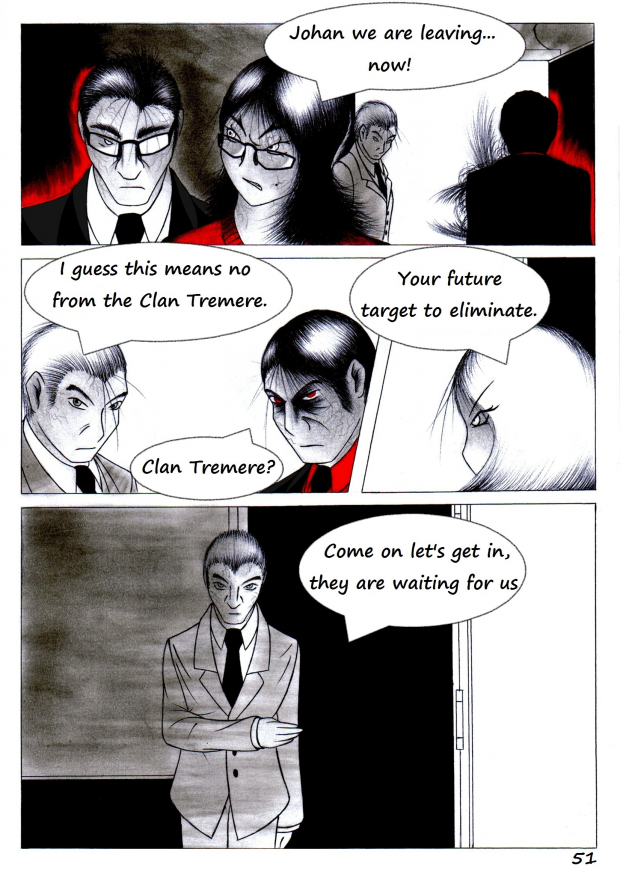 Johan we are leaving...
now!
I guess this means no
from the Clan Tremere.
Clan Tremere?
Your future
target to eliminate.
Come on let's get in,
they are waiting for us
51